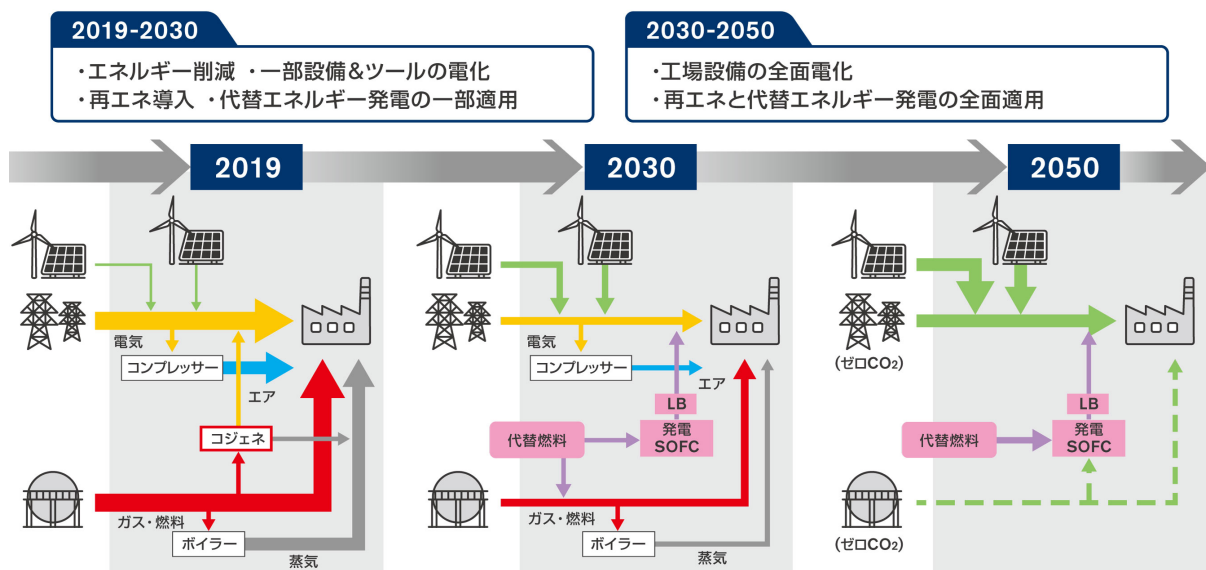 2019-2030
・エネルギー削減 ・一部設備&ツールの電化
・再エネ導入 ・代替エネルギー発電の一部適用
2030-2050
・工場設備の全面電化
・再エネと代替エネルギー発電の全面適用
2019
2030
2050
電気
コンプレッサー
エア
コジェネ
ガス・燃料
ボイラー
蒸気
電気
コンプレッサー
エア
LB
代替燃料
発電
SOFC
ガス・燃料
ボイラー
蒸気
(ゼロCO₂)
LB
代替燃料
発電
SOFC
(ゼロCO₂)